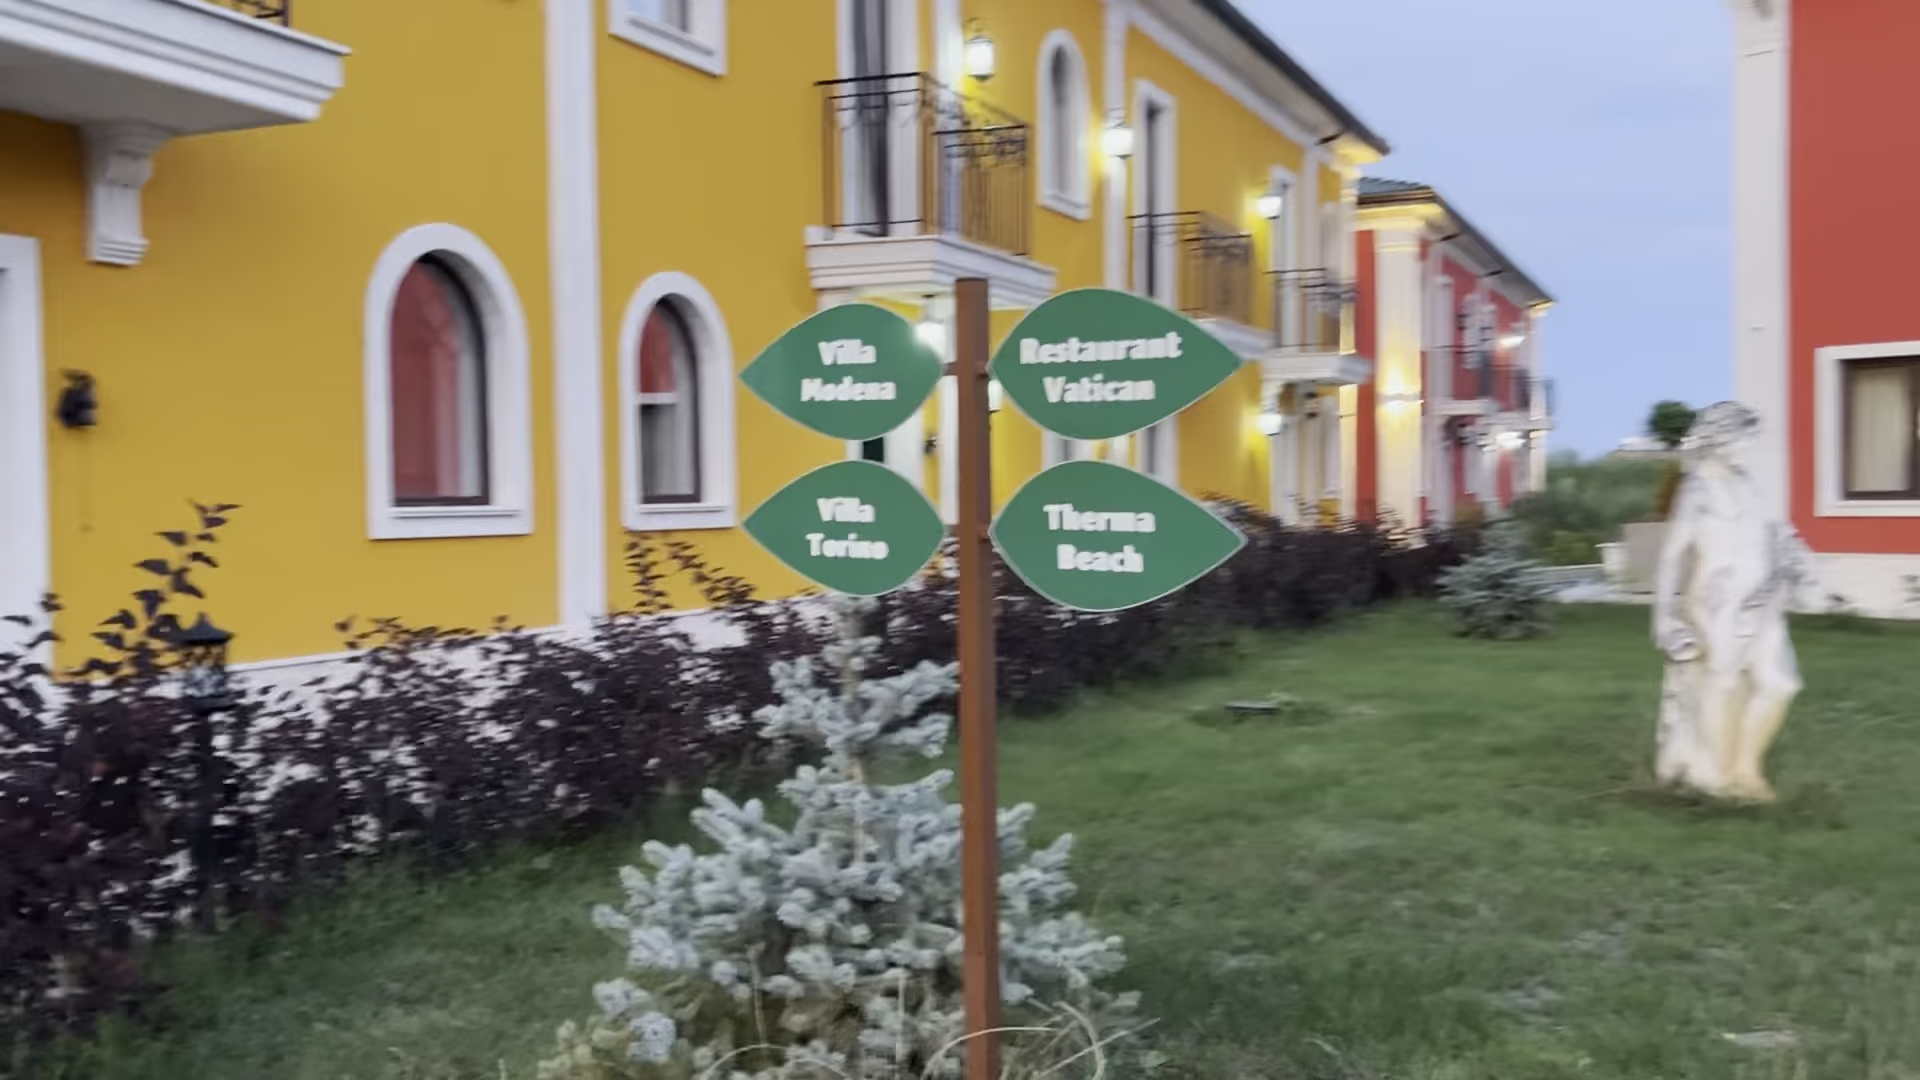 Villa
Modena
Restaurant
Vatican
Villa
Torino
Therma
Beach